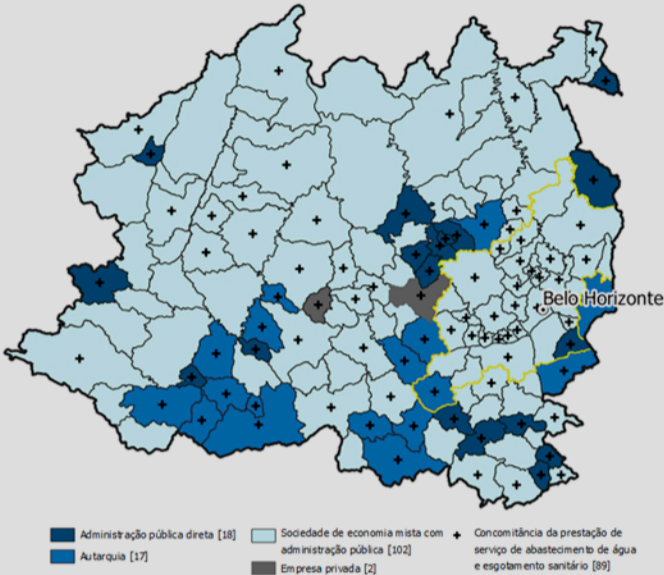 Belo Horizonte
Administração pública direta [18]
Autarquia [17]
Sociedade de economia mista com
administração pública [102]
Empresa privada [2]
Concomitância da prestação de
serviço de abastecimento de água
e esgotamento sanitário [89]